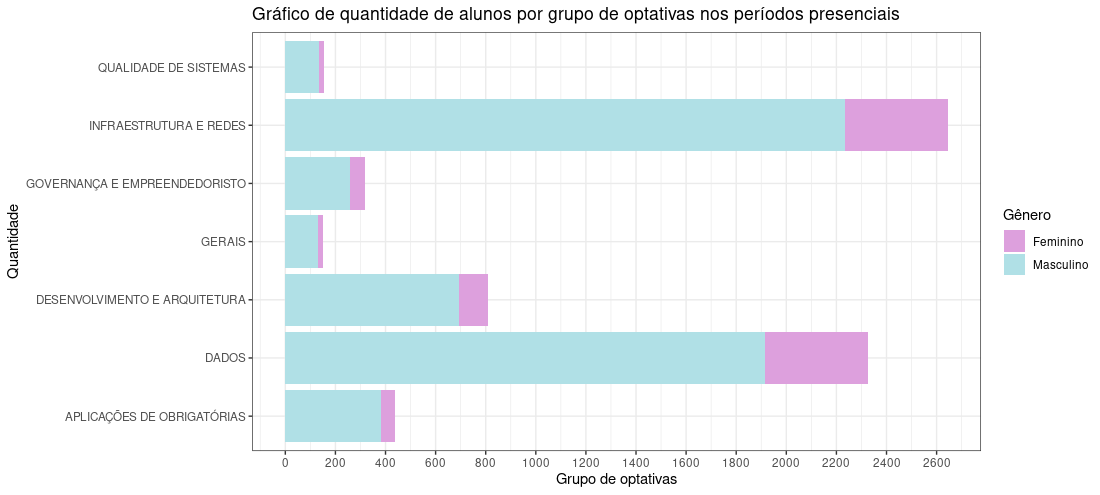 Gráfico de quantidade de alunos por grupo de optativas nos períodos presenciais
Quantidade
QUALIDADE DE SISTEMAS
INFRAESTRUTURA E REDES
GOVERNANÇA E EMPREENDEDORISTO
GERAIS
DESENVOLVIMENTO E ARQUITETURA
DADOS
APLICAÇÕES DE OBRIGATÓRIAS
0 200 400 600 800 1000 1200 1400 1600 1800 2000 2200 2400 2600
Grupo de optativas
Gênero
Feminino
Masculino